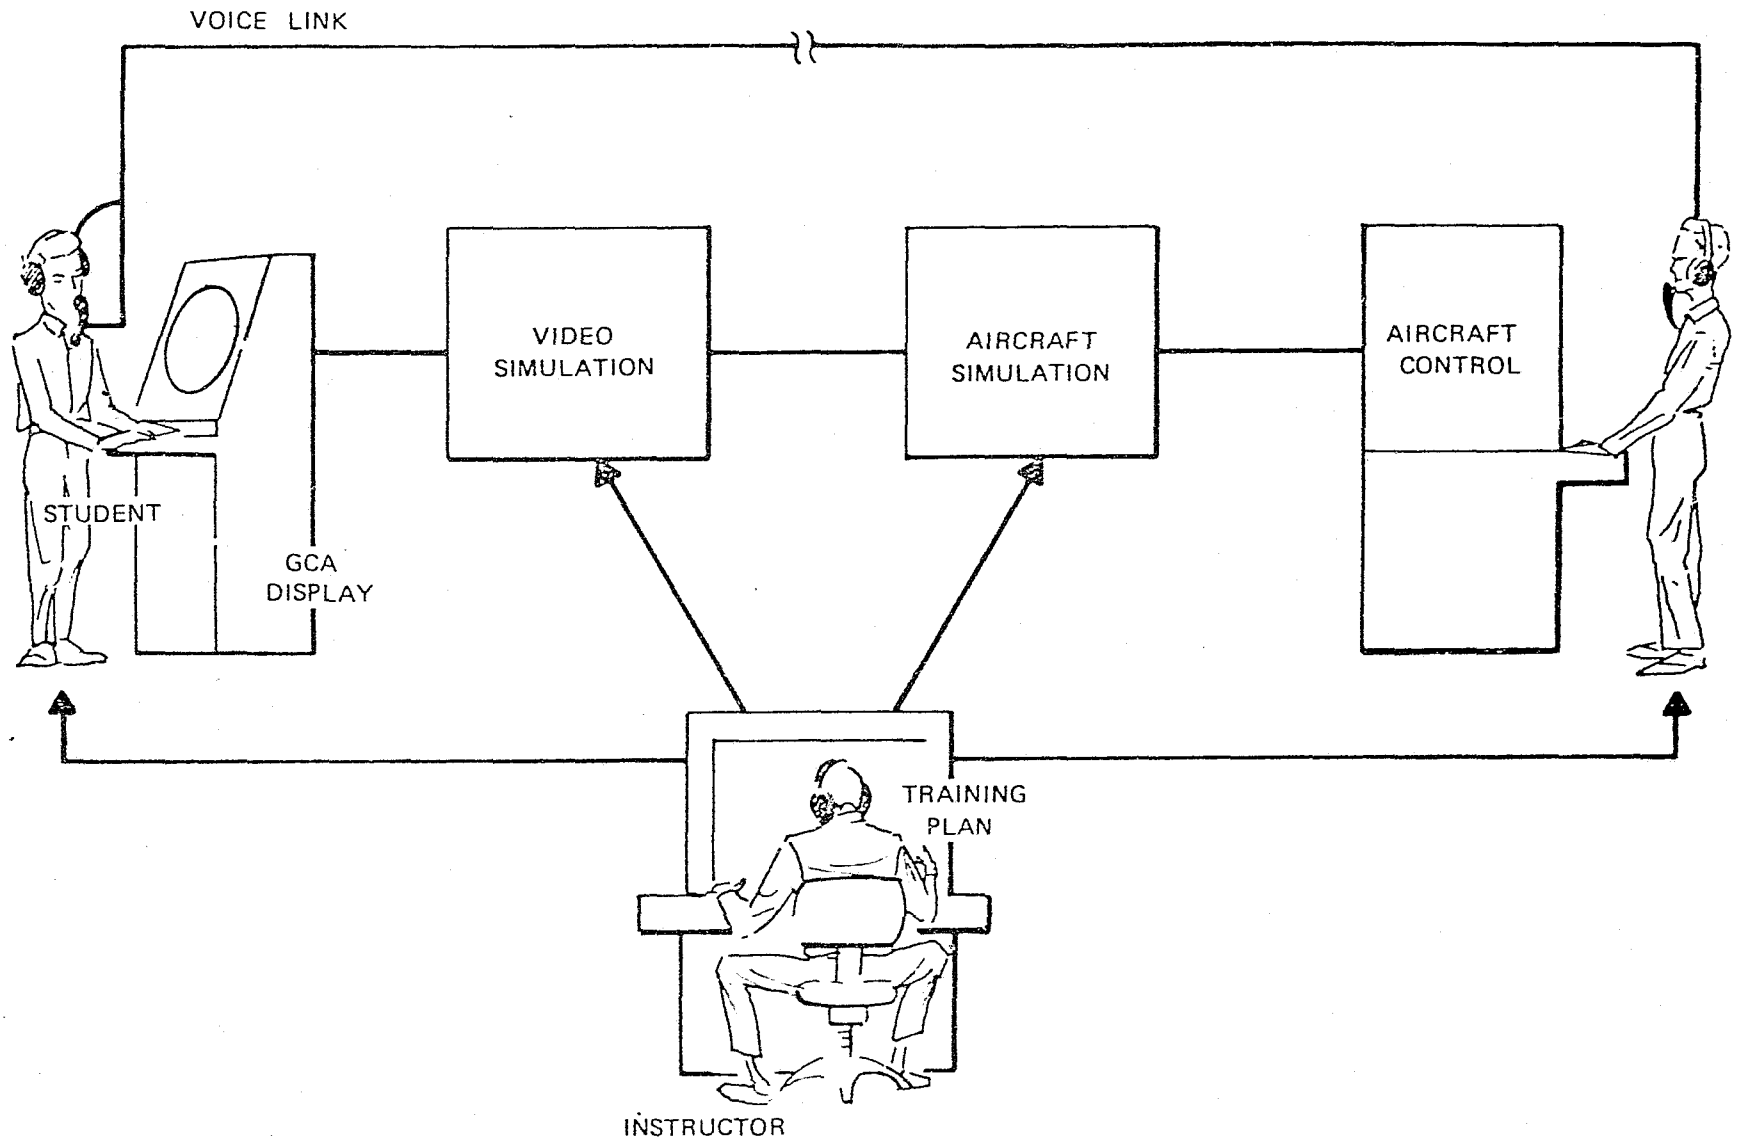 VOICE LINK
VIDEO
SIMULATION
AIRCRAFT
SIMULATION
AIRCRAFT
CONTROL
STUDENT
GCA
DISPLAY
TRAINING
PLAN
INSTRUCTOR